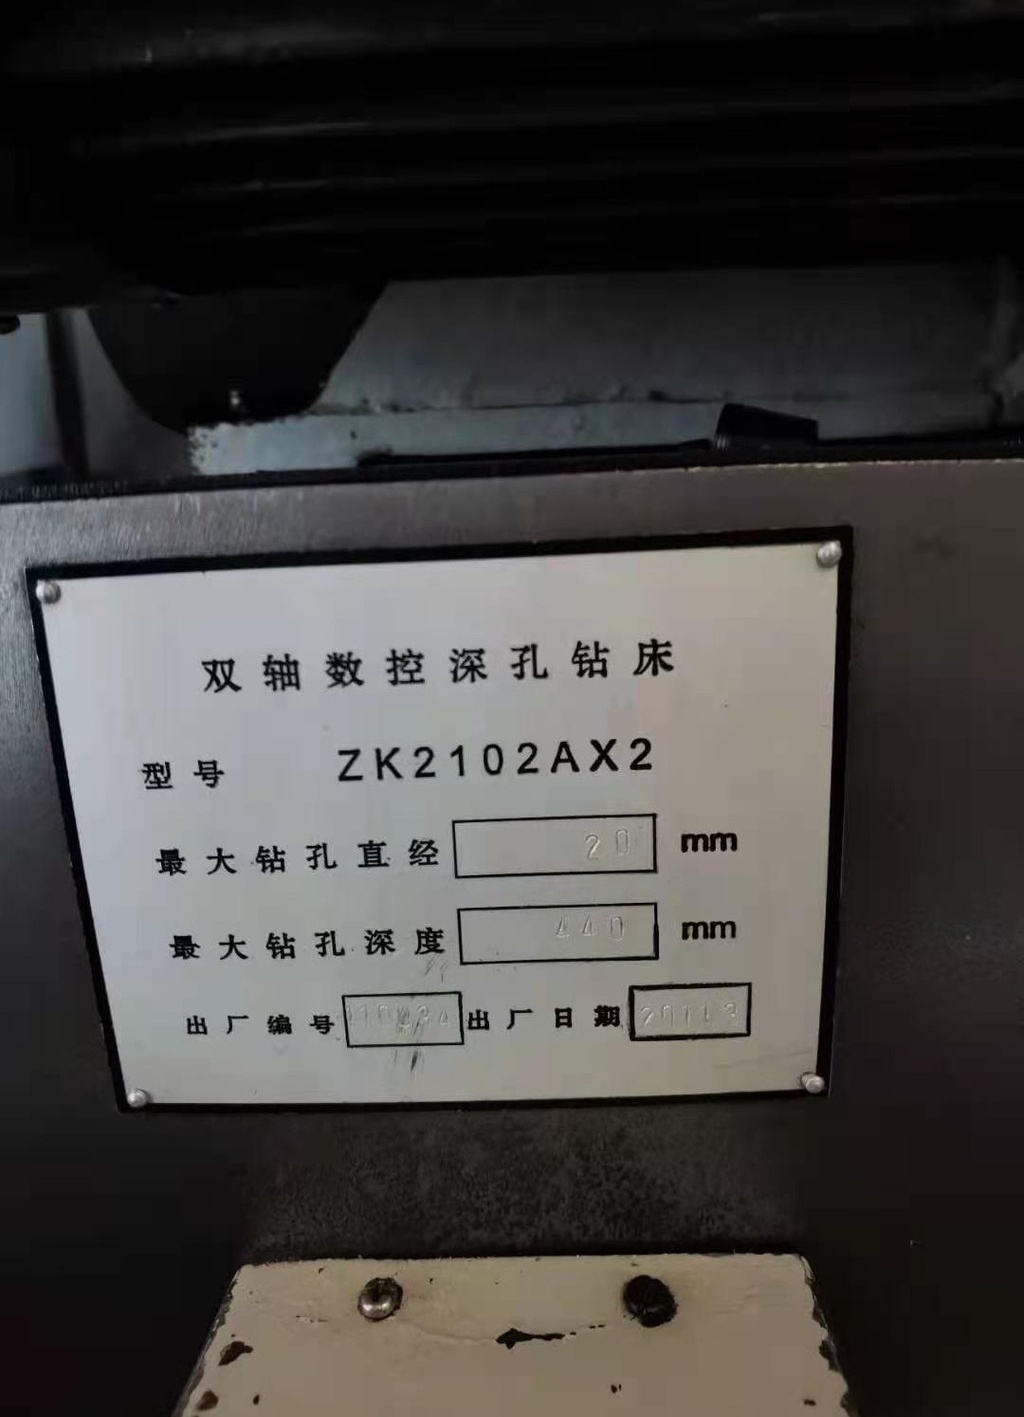 双轴数控深孔钻床
型号 ZK2102AX2
最大钻孔直经 20 mm
最大钻孔深度 440 mm
出厂编号 出厂日期